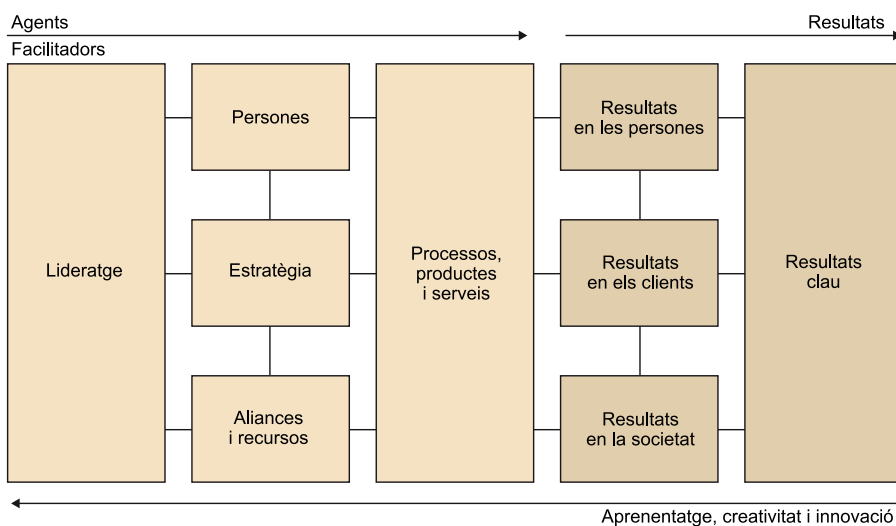 Agents
Resultats
Facilitadors
Lideratge
Persones
Estratègia
Aliances
i recursos
Processos,
productes
i serveis
Resultats
en les persones
Resultats
en els clients
Resultats
en la societat
Resultats
clau
Aprenentatge, creativitat i innovació